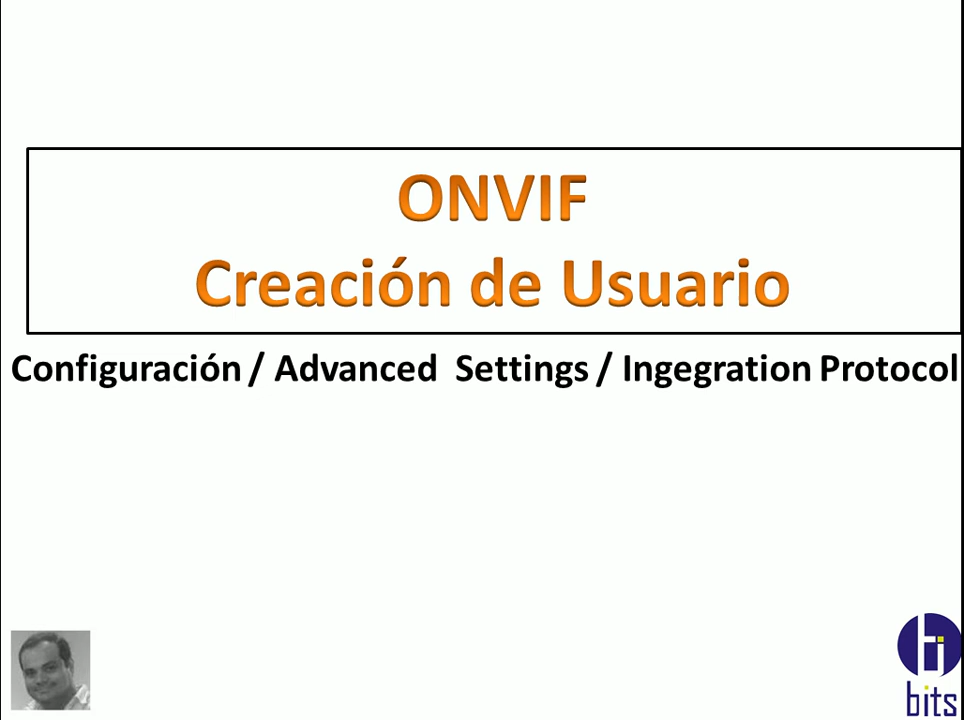 ONVIF
Creación de Usuario
Configuración / Advanced Settings / Ingegration Protocol
bits